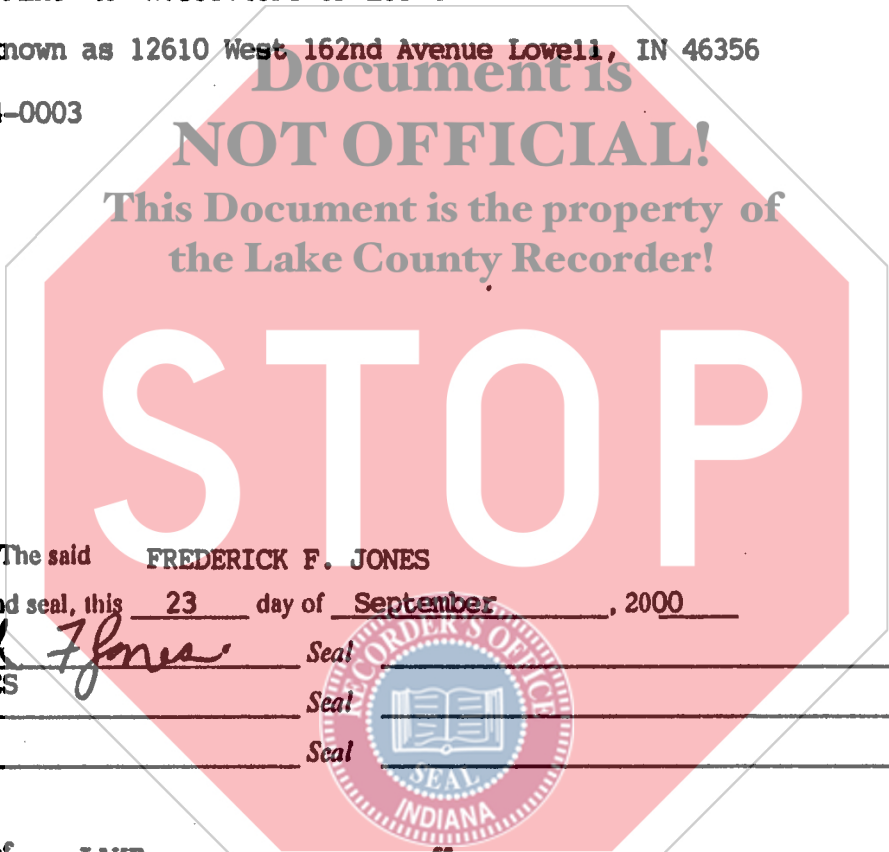 nown as 12610 West 162nd Avenue Lowell, IN 46356
Document is
-0003
NOT OFFICIAL!
This Document is the property of
the Lake County Recorder!
STOP
The said FREDERICK F. JONES
d seal, this 23 day of September, 2000
F Jones Seal
S
Seal
Seal
RECORDER'S OFFICE
SEAL
INDIANA